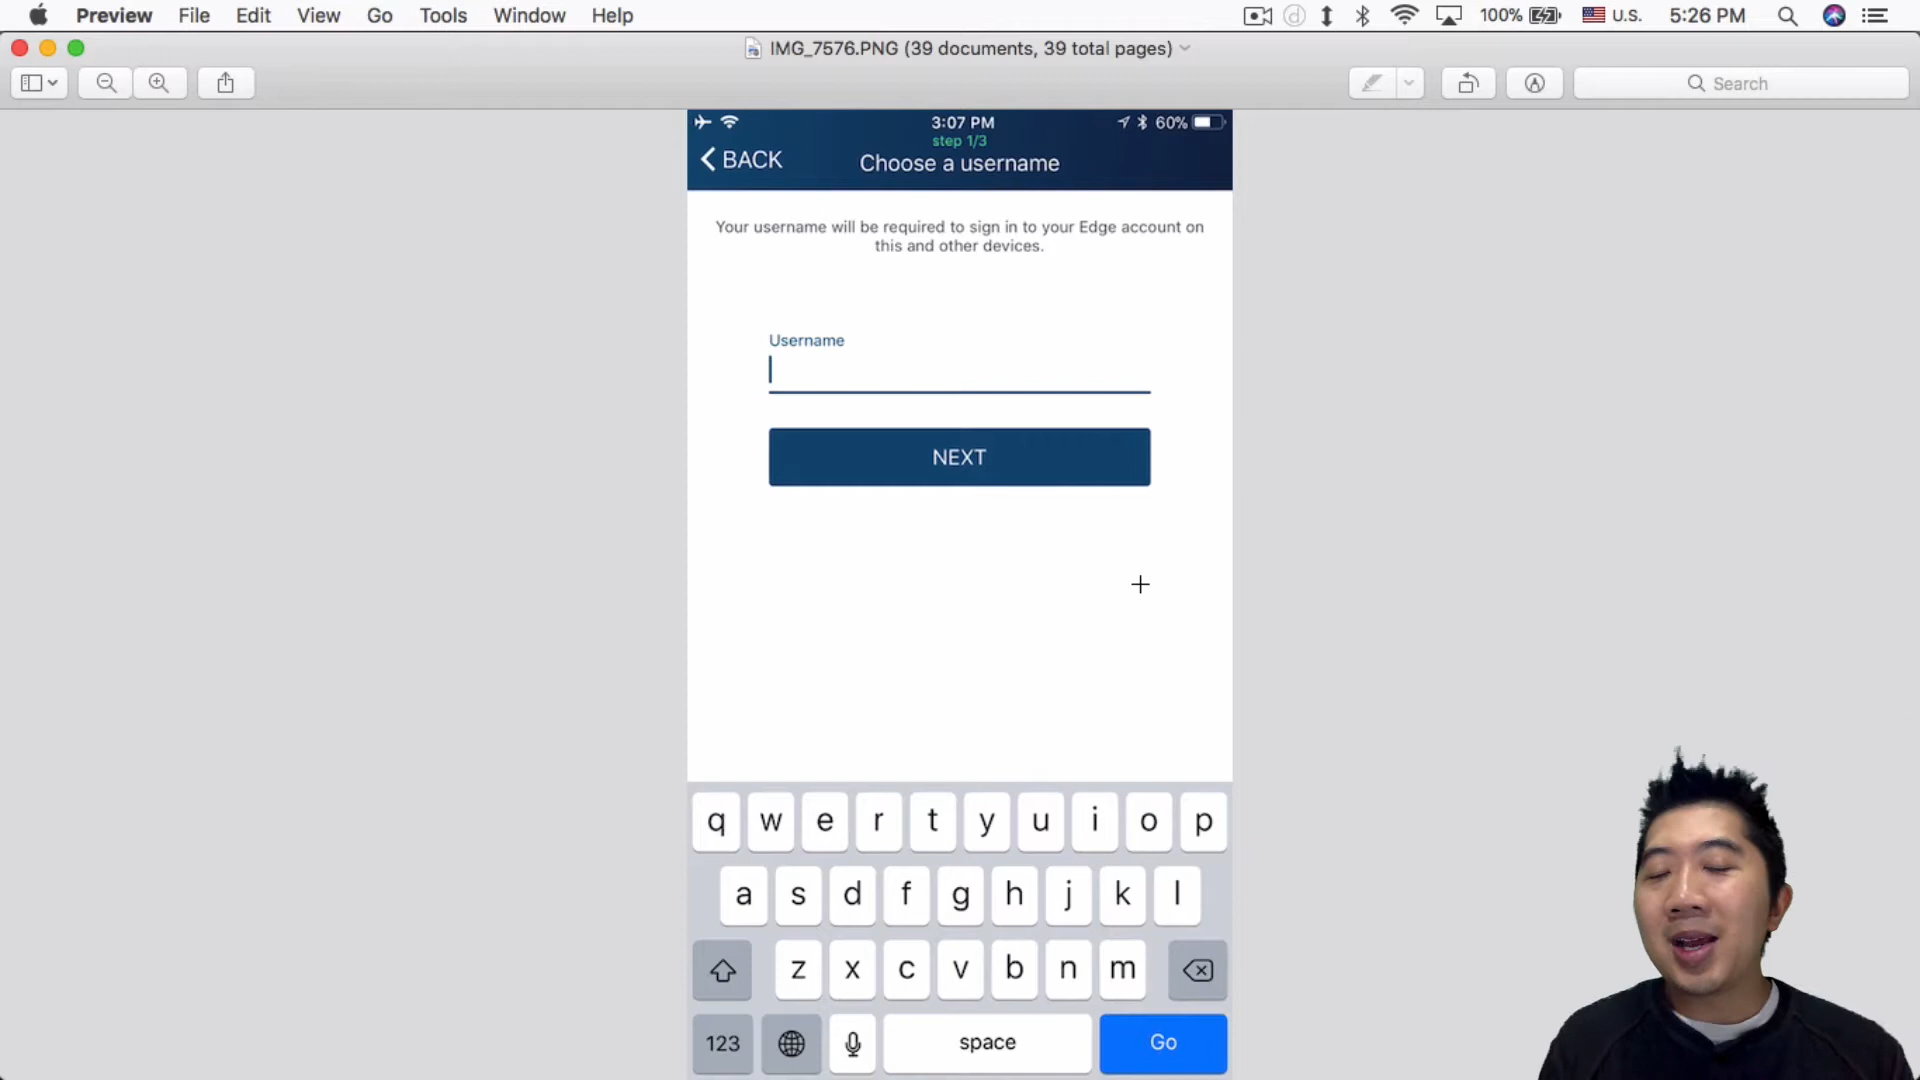 Preview File Edit View Go Tools Window Help 100% U.S. 5:26 PM
IMG_7576.PNG (39 documents, 39 total pages)
Search
3:07 PM 60%
step 1/3
BACK Choose a username
Your username will be required to sign in to your Edge account on
this and other devices.
Username
NEXT
q w e r t y u i o p
a s d f g h j k l
z x c v b n m
123 space Go